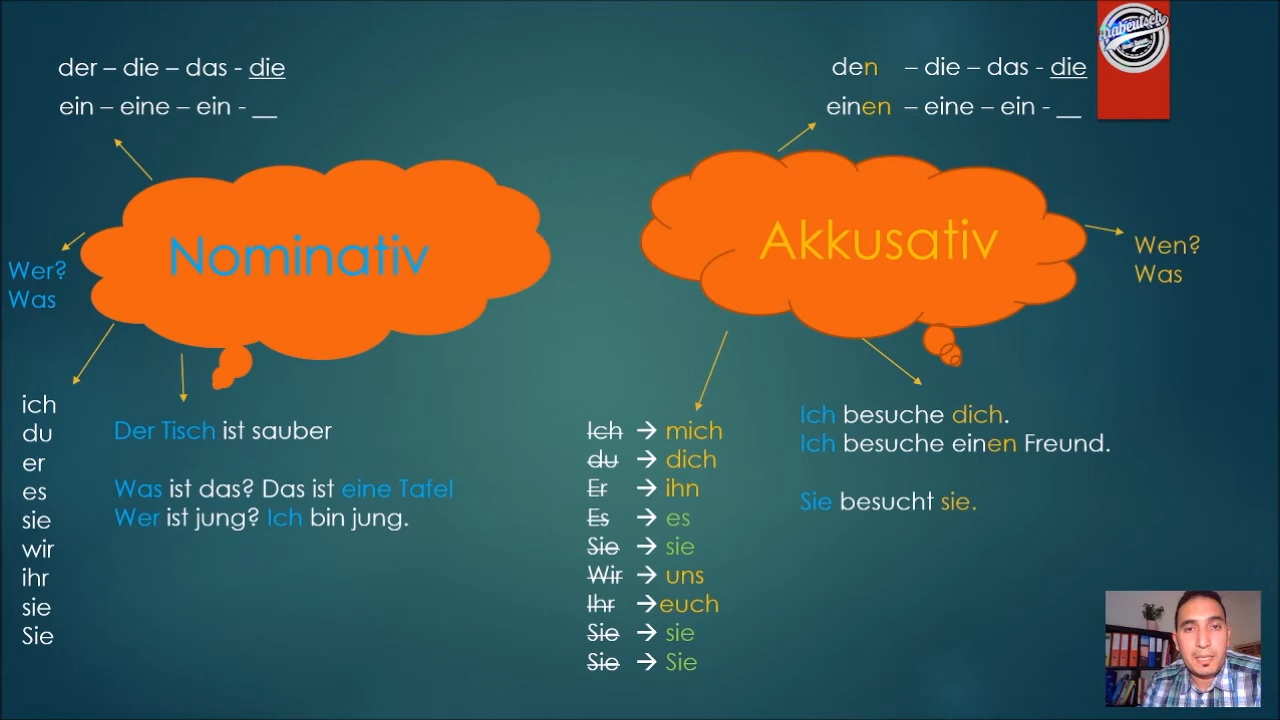 der – die – das - die
ein – eine – ein - __
Nominativ
Wer?
Was
ich
du
er
es
sie
wir
ihr
sie
Sie
Der Tisch ist sauber
Was ist das? Das ist eine Tafel
Wer ist jung? Ich bin jung.
den – die – das - die
einen – eine – ein - __
Akkusativ
Wen?
Was
Ich → mich
du → dich
Er → ihn
Es → es
Sie → sie
Wir → uns
Ihr →euch
Sie → sie
Sie → Sie
Ich besuche dich.
Ich besuche einen Freund.
Sie besucht sie.